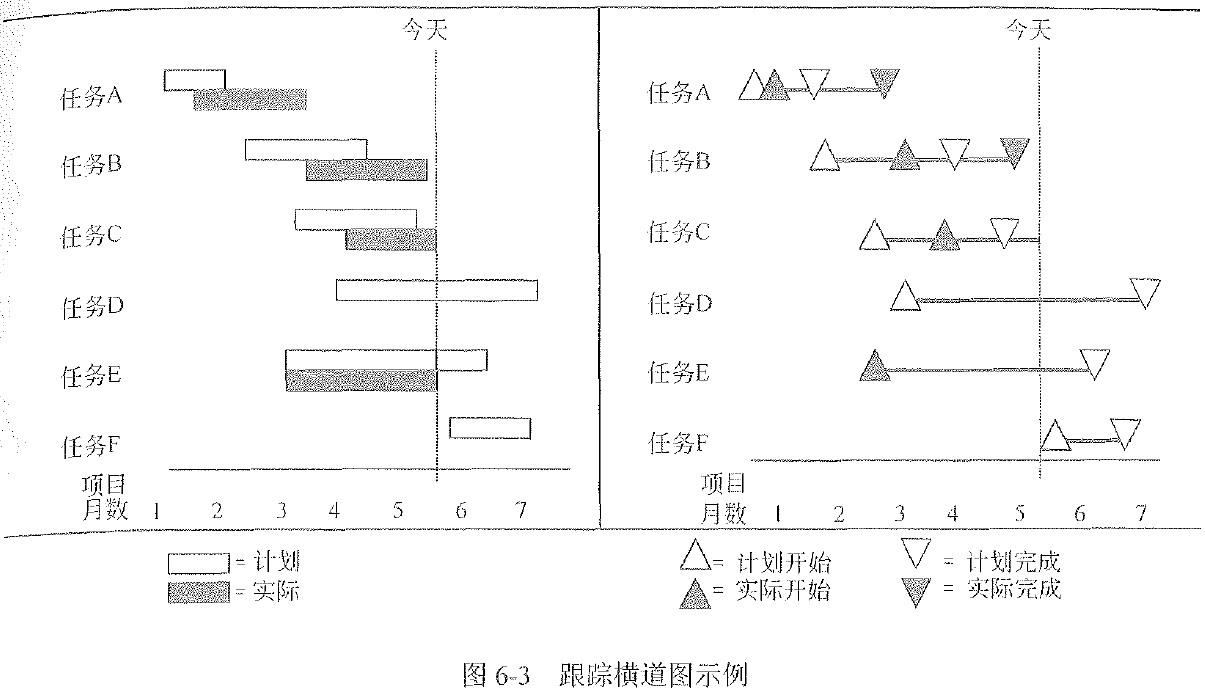 今天
任务A
任务B
任务C
任务D
任务E
任务F
项目
月数 1 2 3 4 5 6 7
= 计划
= 实际
今天
任务A
任务B
任务C
任务D
任务E
任务F
项目
月数 1 2 3 4 5 6 7
= 计划开始 = 计划完成
= 实际开始 = 实际完成
图 6-3 跟踪横道图示例